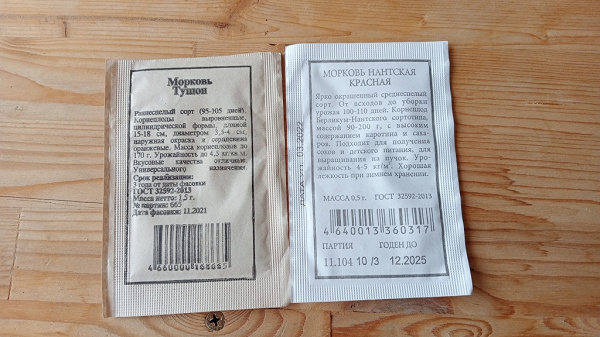 Морковь
Тушон
Раннеспелый сорт (95-105 дней).
Корнеплоды выровненные,
цилиндрической формы, длиной
15-18 см, диаметром 3,5-4 см,
наружная окраска и сердцевина
оранжевые. Масса корнеплодов до
170 г. Урожайность до 4,5 кг/кв м
Вкусовые качества отличные
Универсального назначения.
Срок реализации:
3 года от даты фасовки
ГОСТ 32592-2013
Масса нетто: 1,5 г.
№ партии: 665
Дата фасовки: 11.2021
МОРКОВЬ НАНТСКАЯ
КРАСНАЯ
Ярко окрашенный среднеспелый
сорт. От всходов до уборки
урожая 100-110 дней. Корнеплод
Берликум-Нантского сортотипа,
массой 90-200 г, с высоким
содержанием каротина и саха-
ров. Подходит для получения
соков и детского питания, для
выращивания на пучок. Уро-
жайность 4-5 кг/м². Хорошая
лежкость при зимнем хранении.
МАССА 0,5 г. ГОСТ 32592-2013
4 640013 360317
ПАРТИЯ ГОДЕН ДО
11.104 10 /3 12.2025
03.2022